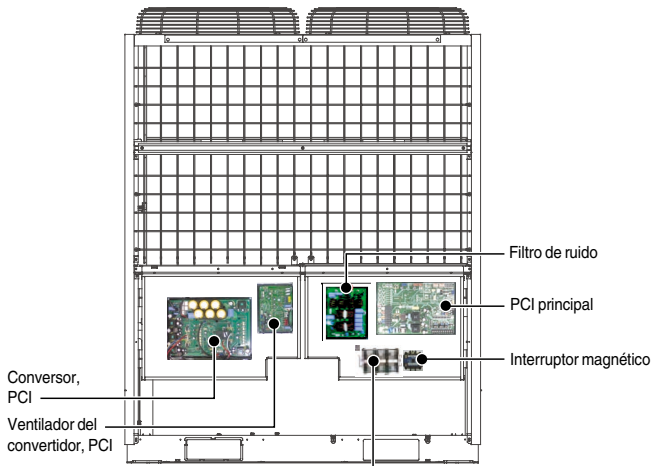 Filtro de ruido
PCI principal
Interruptor magnético
Conversor,
PCI
Ventilador del
convertidor, PCI